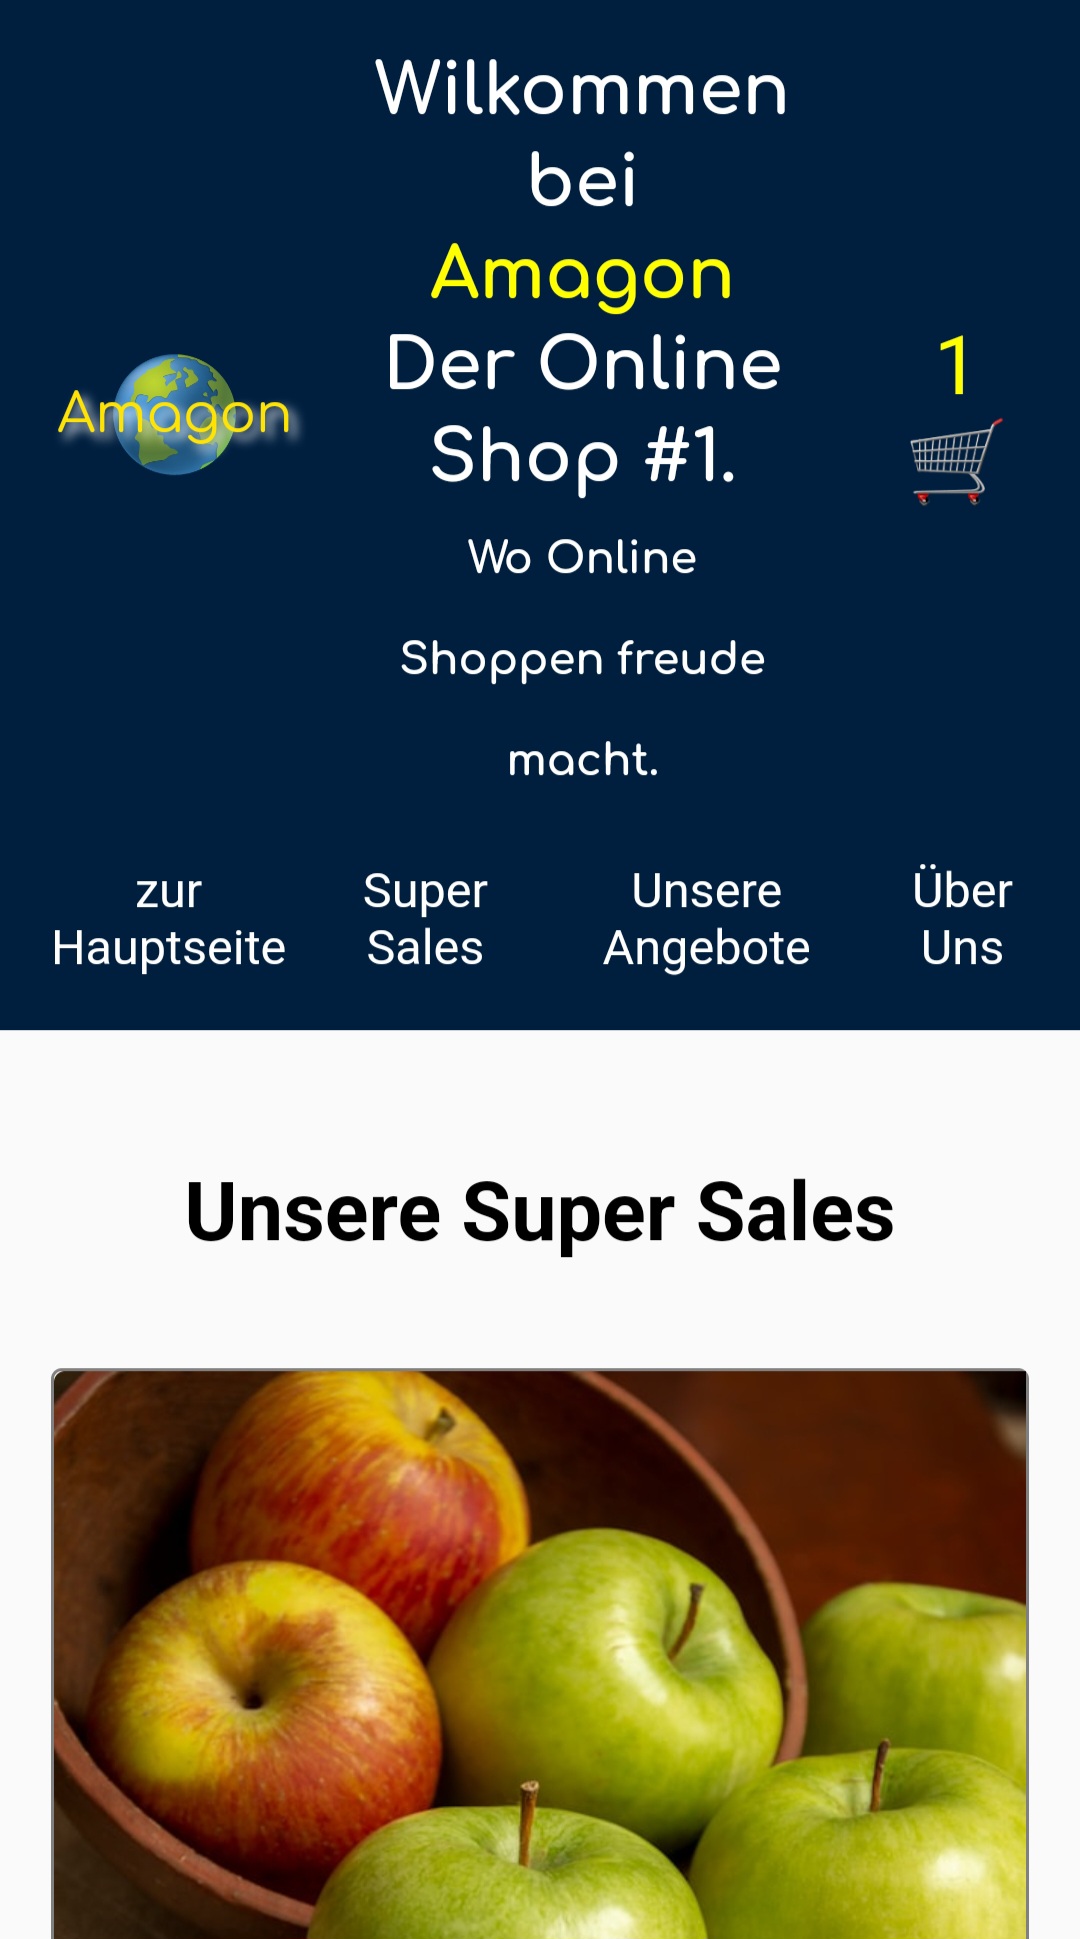 Wilkommen
bei
Amagon
Der Online
Shop #1.
Amagon
1
Wo Online
Shoppen freude
macht.
zur
Hauptseite
Super
Sales
Unsere
Angebote
Über
Uns
Unsere Super Sales